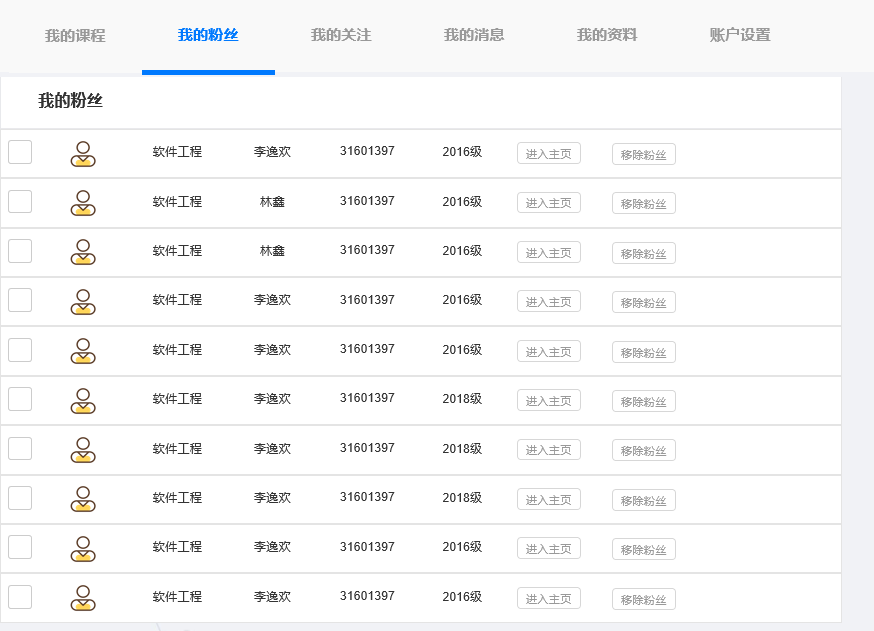 我的课程 我的粉丝 我的关注 我的消息 我的资料 账户设置
我的粉丝
软件工程 李逸欢 31601397 2016级 进入主页 移除粉丝
软件工程 林鑫 31601397 2016级 进入主页 移除粉丝
软件工程 林鑫 31601397 2016级 进入主页 移除粉丝
软件工程 李逸欢 31601397 2016级 进入主页 移除粉丝
软件工程 李逸欢 31601397 2016级 进入主页 移除粉丝
软件工程 李逸欢 31601397 2018级 进入主页 移除粉丝
软件工程 李逸欢 31601397 2018级 进入主页 移除粉丝
软件工程 李逸欢 31601397 2018级 进入主页 移除粉丝
软件工程 李逸欢 31601397 2016级 进入主页 移除粉丝
软件工程 李逸欢 31601397 2016级 进入主页 移除粉丝